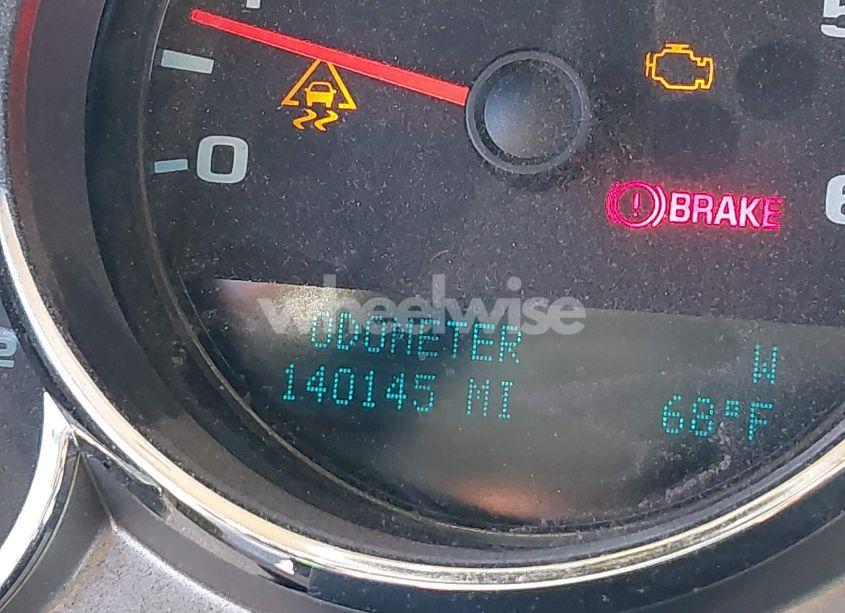 0
BRAKE
wheelwise
ODOMETER W
140145 MI 68°F